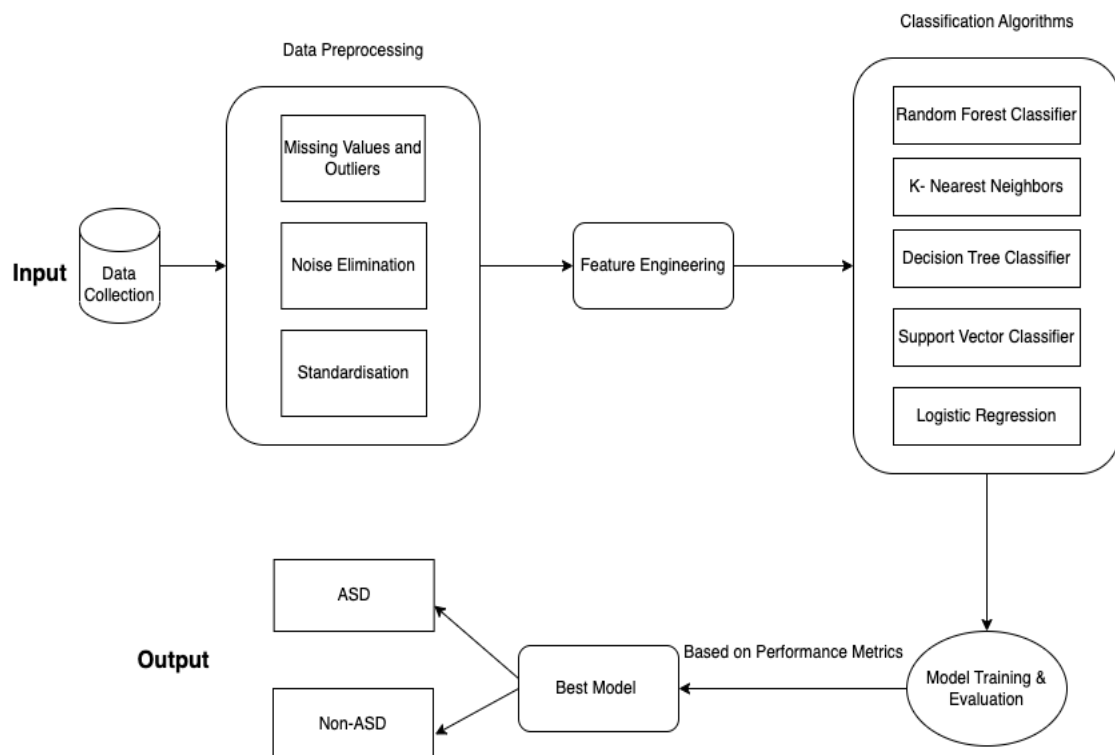 Classification Algorithms
Data Preprocessing
Random Forest Classifier
Missing Values and
Outliers
K- Nearest Neighbors
Input
Data
Collection
Noise Elimination
Feature Engineering
Decision Tree Classifier
Support Vector Classifier
Standardisation
Logistic Regression
ASD
Output
Based on Performance Metrics
Best Model
Model Training &
Evaluation
Non-ASD